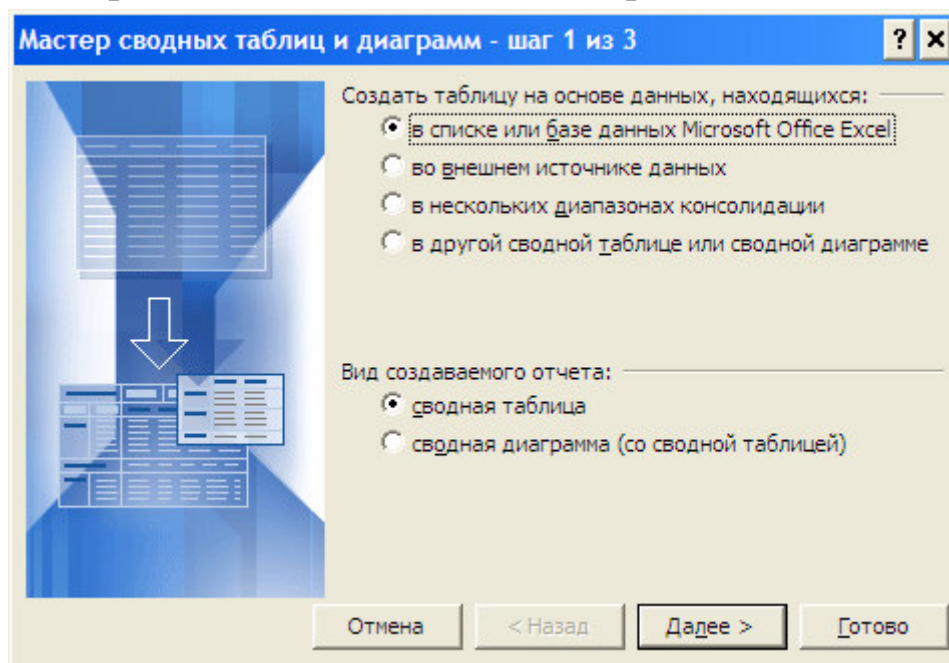 Мастер сводных таблиц и диаграмм - шаг 1 из 3
Создать таблицу на основе данных, находящихся:
в списке или базе данных Microsoft Office Excel
во внешнем источнике данных
в нескольких диапазонах консолидации
в другой сводной таблице или сводной диаграмме
Вид создаваемого отчета:
сводная таблица
сводная диаграмма (со сводной таблицей)
Отмена < Назад Далее > Готово